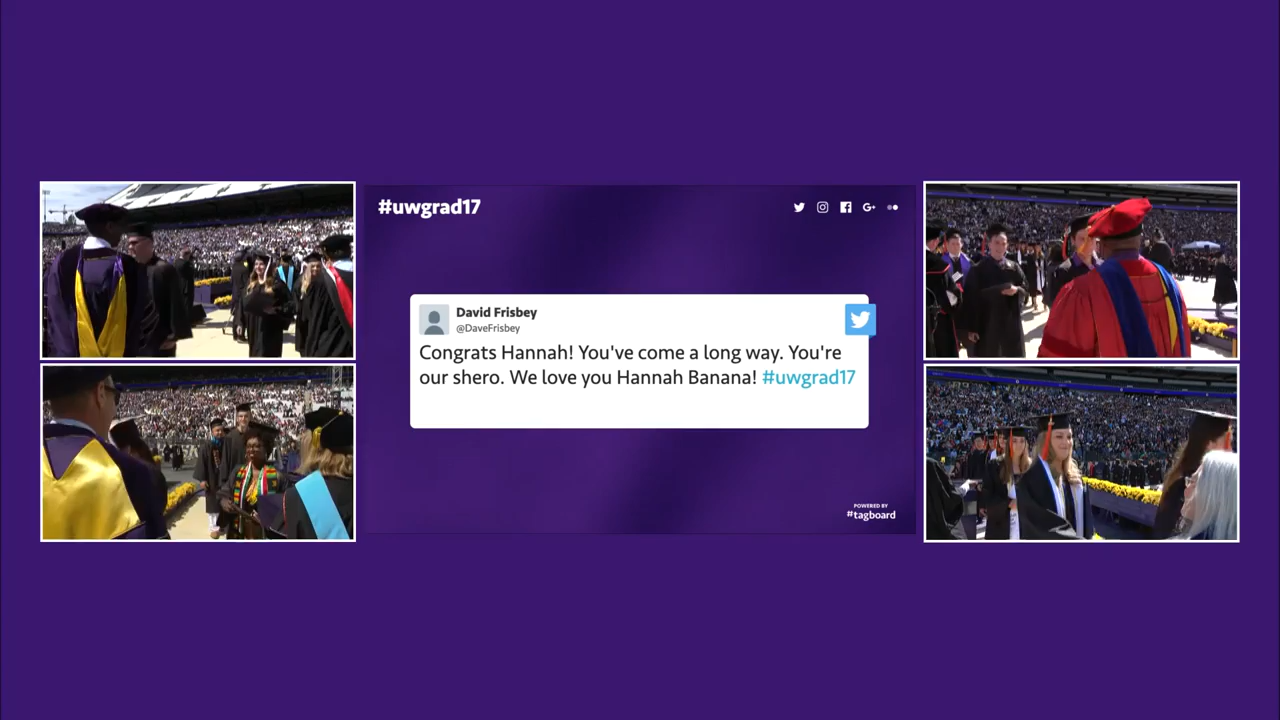 #uwgrad17
David Frisbey
@DaveFrisbey
Congrats Hannah! You've come a long way. You're
our shero. We love you Hannah Banana! #uwgrad17
POWERED BY
#tagboard